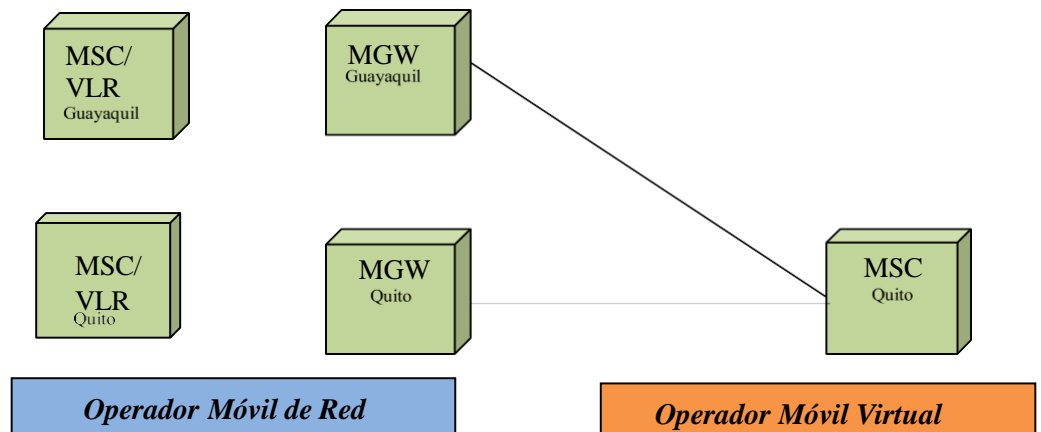 MSC/
VLR
Guayaquil
MGW
Guayaquil
MSC/
VLR
Quito
MGW
Quito
MSC
Quito
Operador Móvil de Red
Operador Móvil Virtual